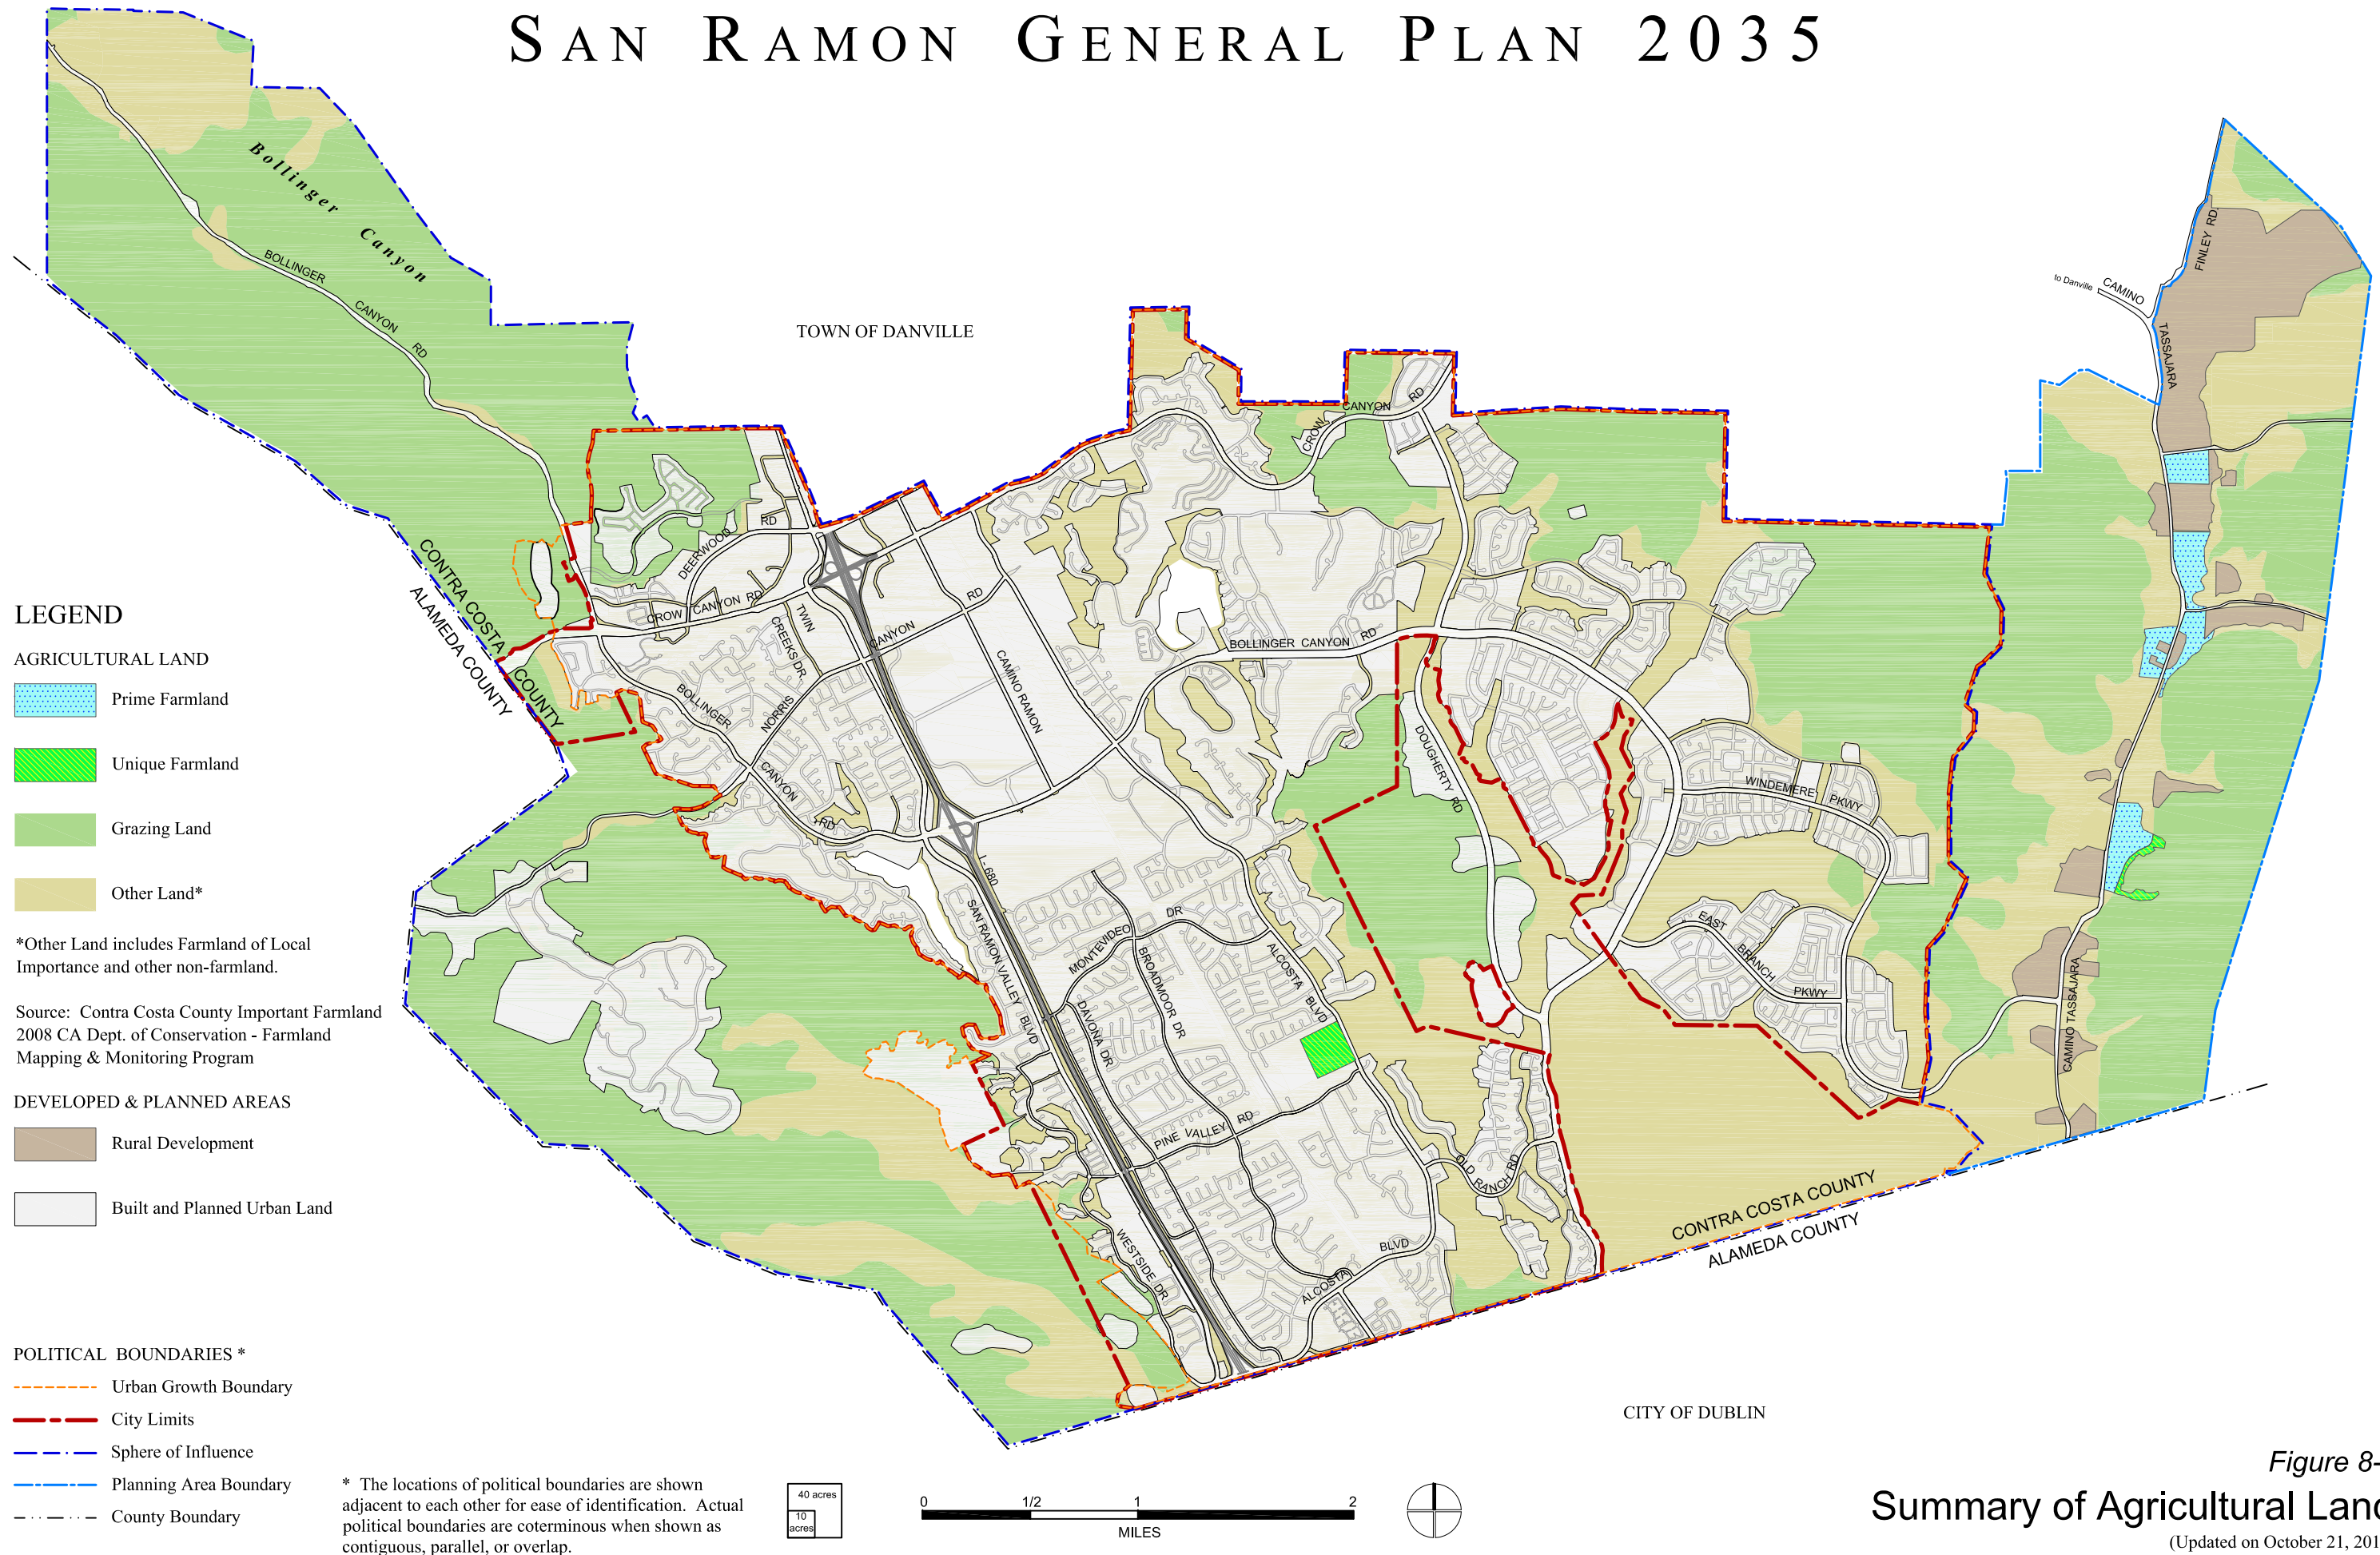 SAN RAMON GENERAL PLAN 2035
Bollinger Canyon
BOLLINGER
CANYON
RD
TOWN OF DANVILLE
FINLEY RD.
to Danville
CAMINO
TASSAJARA
CROW
CANYON
RD
DEERWOOD
RD
CROW CANYON RD
TWIN
CREEKS DR.
CANYON
RD
NORRIS
CAMINO RAMON
BOLLINGER CANYON RD
BOLLINGER
CANYON
RD
DOUGHERTY RD
WINDEMERE PKWY
EAST
BRANCH
PKWY
I-680
SAN RAMON VALLEY BLVD
MONTEVIDEO
DR
BROADMOOR DR
DAVONA DR
ALCOSTA
BLVD
PINE VALLEY RD
OLD
RANCH RD
WESTSIDE DR
ALCOSTA
BLVD
CAMINO TASSAJARA
CONTRA COSTA COUNTY
ALAMEDA COUNTY
CONTRA COSTA COUNTY
ALAMEDA COUNTY
CITY OF DUBLIN
LEGEND
AGRICULTURAL LAND
Prime Farmland
Unique Farmland
Grazing Land
Other Land*
*Other Land includes Farmland of Local
Importance and other non-farmland.
Source: Contra Costa County Important Farmland
2008 CA Dept. of Conservation - Farmland
Mapping & Monitoring Program
DEVELOPED & PLANNED AREAS
Rural Development
Built and Planned Urban Land
POLITICAL BOUNDARIES *
Urban Growth Boundary
City Limits
Sphere of Influence
Planning Area Boundary
County Boundary
* The locations of political boundaries are shown
adjacent to each other for ease of identification. Actual
political boundaries are coterminous when shown as
contiguous, parallel, or overlap.
40 acres
10
acres
0 1/2 1 2
MILES
Figure 8-
Summary of Agricultural Land
(Updated on October 21, 201